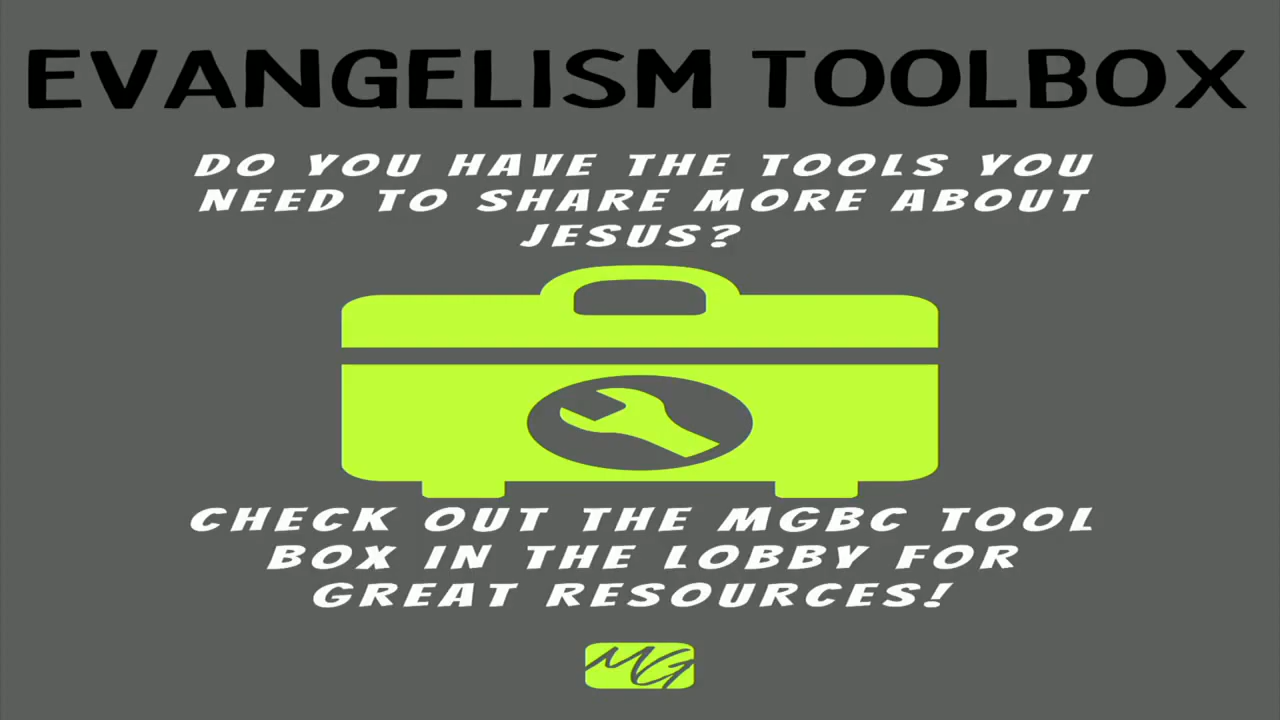 EVANGELISM TOOLBOX
DO YOU HAVE THE TOOLS YOU
NEED TO SHARE MORE ABOUT
JESUS?
CHECK OUT THE MGBC TOOL
BOX IN THE LOBBY FOR
GREAT RESOURCES!
MG